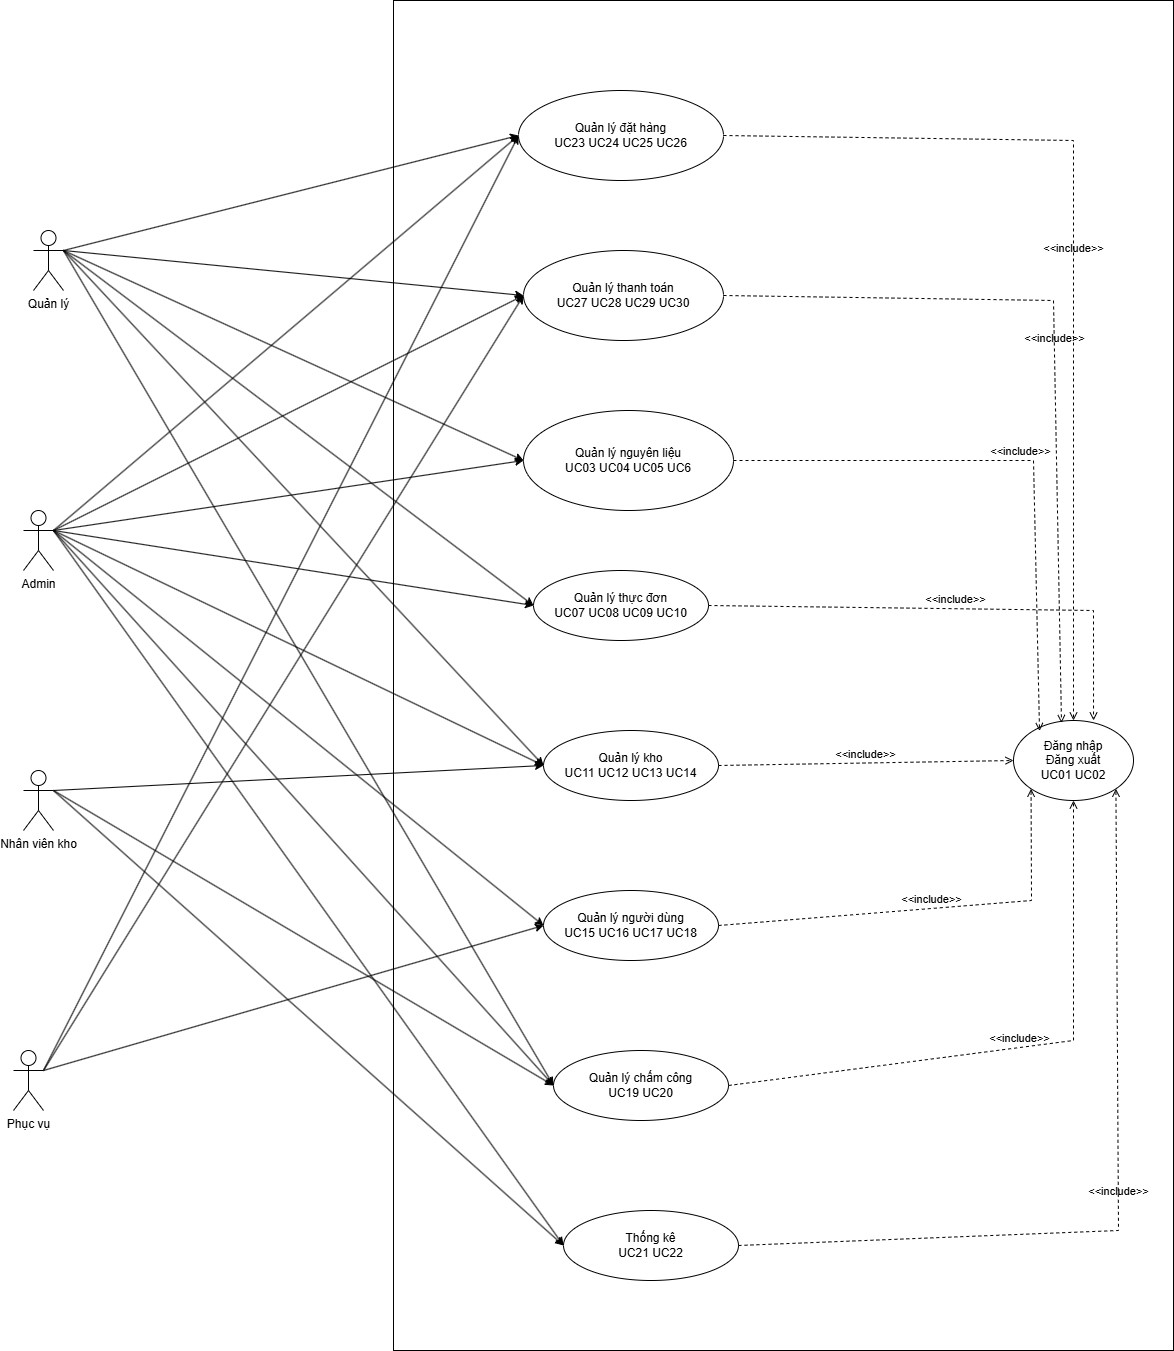 Quản lý đặt hàng
UC23 UC24 UC25 UC26
<<include>>
Quản lý
Quản lý thanh toán
UC27 UC28 UC29 UC30
<<include>>
Quản lý nguyên liệu
UC03 UC04 UC05 UC6
<<include>>
Admin
Quản lý thực đơn
UC07 UC08 UC09 UC10
<<include>>
Quản lý kho
UC11 UC12 UC13 UC14
<<include>>
Đăng nhập
Đăng xuất
UC01 UC02
Nhân viên kho
Quản lý người dùng
UC15 UC16 UC17 UC18
<<include>>
Quản lý chấm công
UC19 UC20
<<include>>
Phục vụ
<<include>>
Thống kê
UC21 UC22